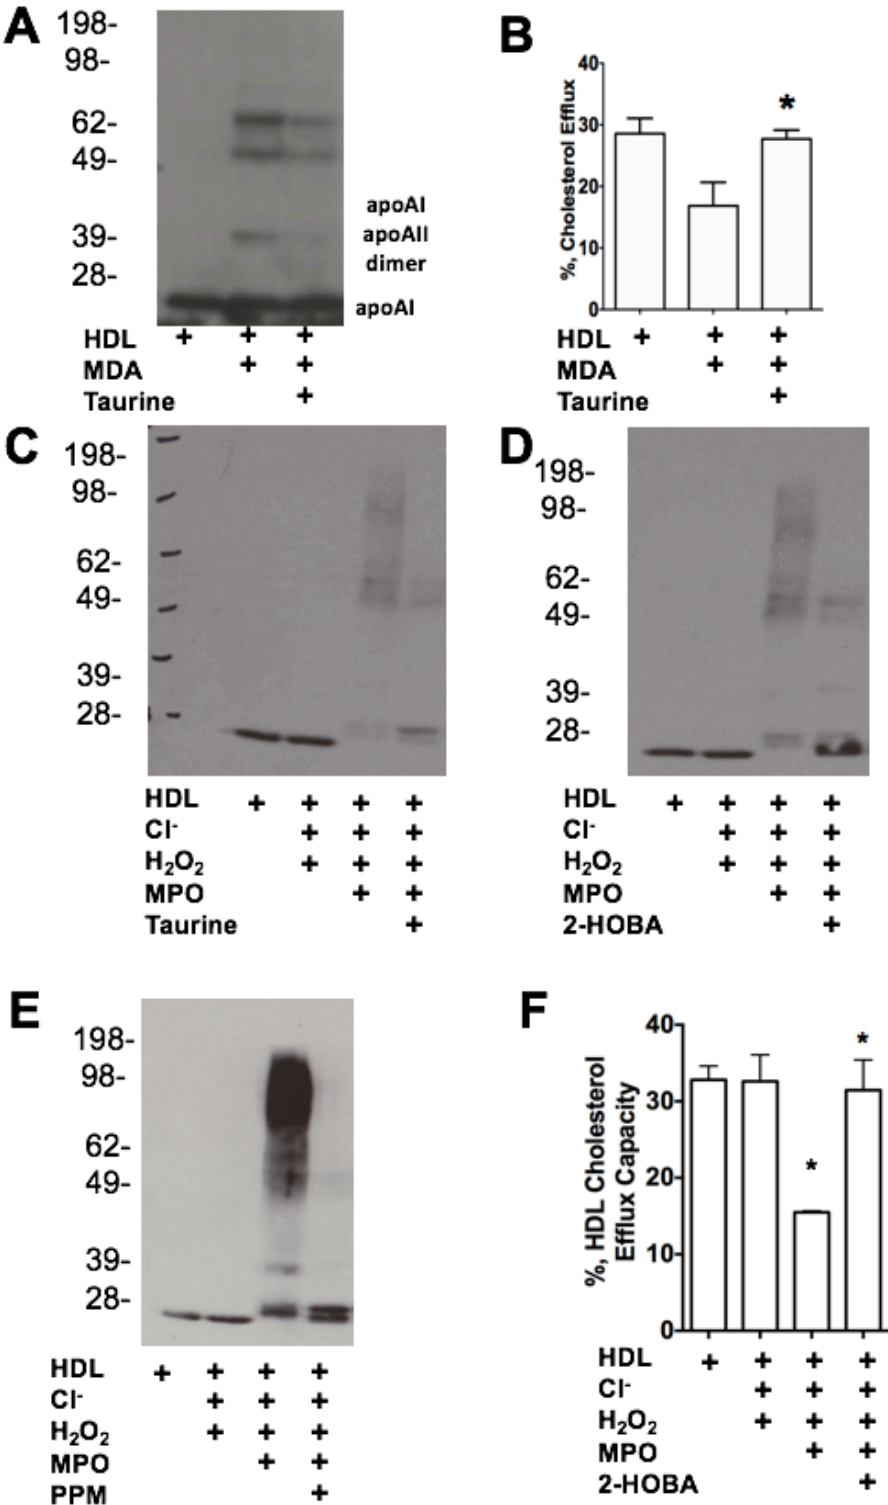 A
198-
98-
62-
49-
39-
28-
apoAI
apoAII
dimer
apoAI
HDL + + +
MDA + +
Taurine +
B
%, Cholesterol Efflux
40
30
20
10
0
*
HDL + + +
MDA + +
Taurine +
C
198-
98-
62-
49-
39-
28-
HDL + + + +
Cl- + + +
H₂O₂ + + +
MPO + +
Taurine +
D
198-
98-
62-
49-
39-
28-
HDL + + + +
Cl- + + +
H₂O₂ + + +
MPO + +
2-HOBA +
E
198-
98-
62-
49-
39-
28-
HDL + + + +
Cl- + + +
H₂O₂ + + +
MPO + +
PPM +
F
%, HDL Cholesterol
Efflux Capacity
40
30
20
10
0
* *
HDL + + + +
Cl- + + +
H₂O₂ + + +
MPO + +
2-HOBA +